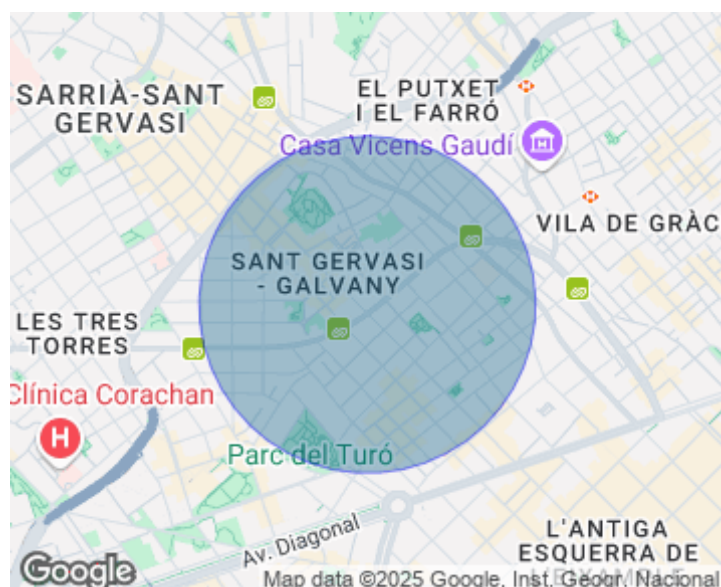 SARRIÀ-SANT
GERVASI
EL PUTXET
I EL FARRÓ
Casa Vicens Gaudí
VILA DE GRÀC
SANT GERVASI
- GALVANY
LES TRES
TORRES
Clínica Corachan
H
Parc del Turó
Av. Diagonal
L'ANTIGA
ESQUERRA DE
L'EIXAMPLE
Google
Map data ©2025 Google, Inst. Geogr. Nacional